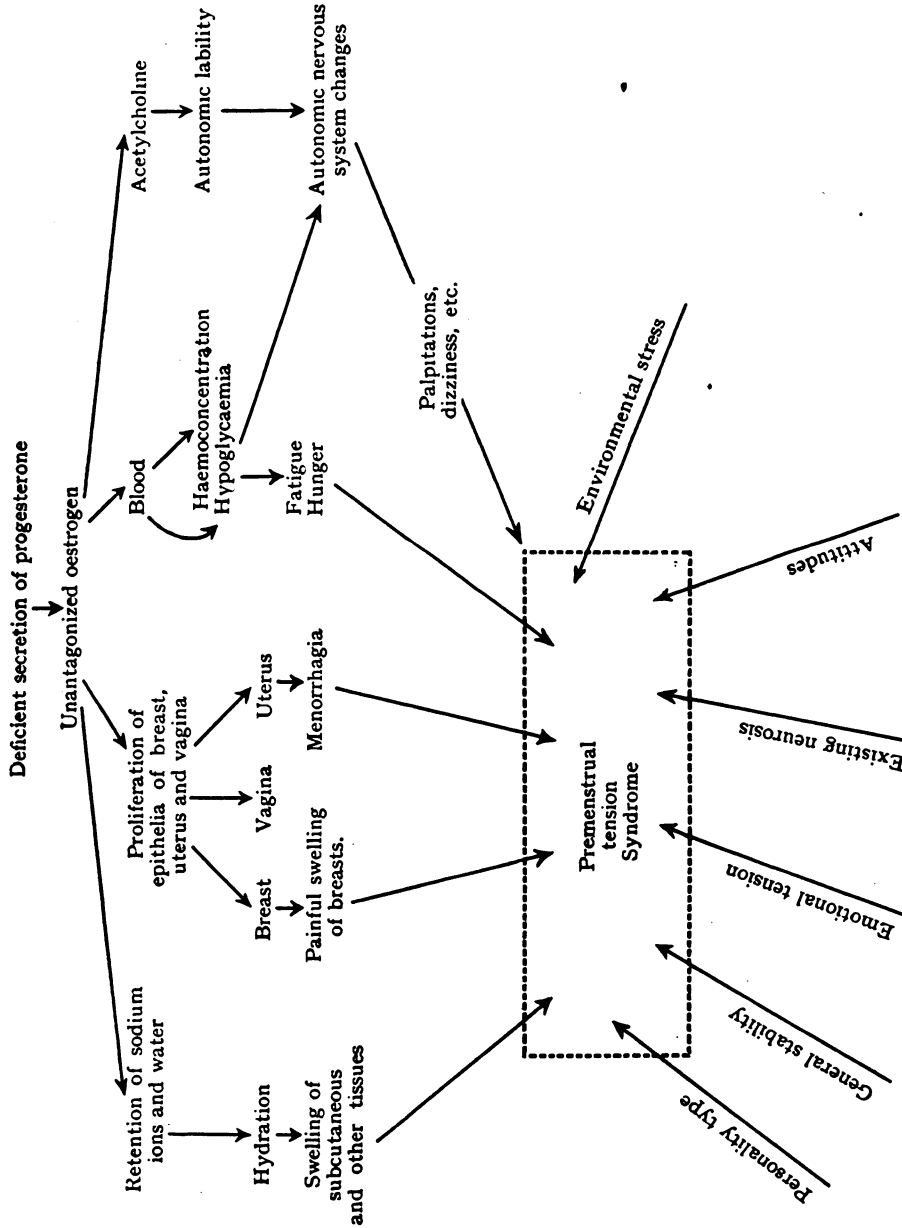 Deficient secretion of progesterone
Unantagonized oestrogen
Retention of sodium
ions and water
Proliferation of
epithelia of breast,
uterus and vagina
Blood
Acetylcholine
Haemoconcentration
Hypoglycaemia
Autonomic lability
Hydration
Breast
Vagina
Uterus
Swelling of
subcutaneous
and other tissues
Painful swelling
of breasts.
Menorrhagia
Fatigue
Hunger
Autonomic nervous
system changes
Palpitations,
dizziness, etc.
Premenstrual
tension
Syndrome
Personality type
General stability
Emotional tension
Existing neurosis
Attitudes
Environmental stress